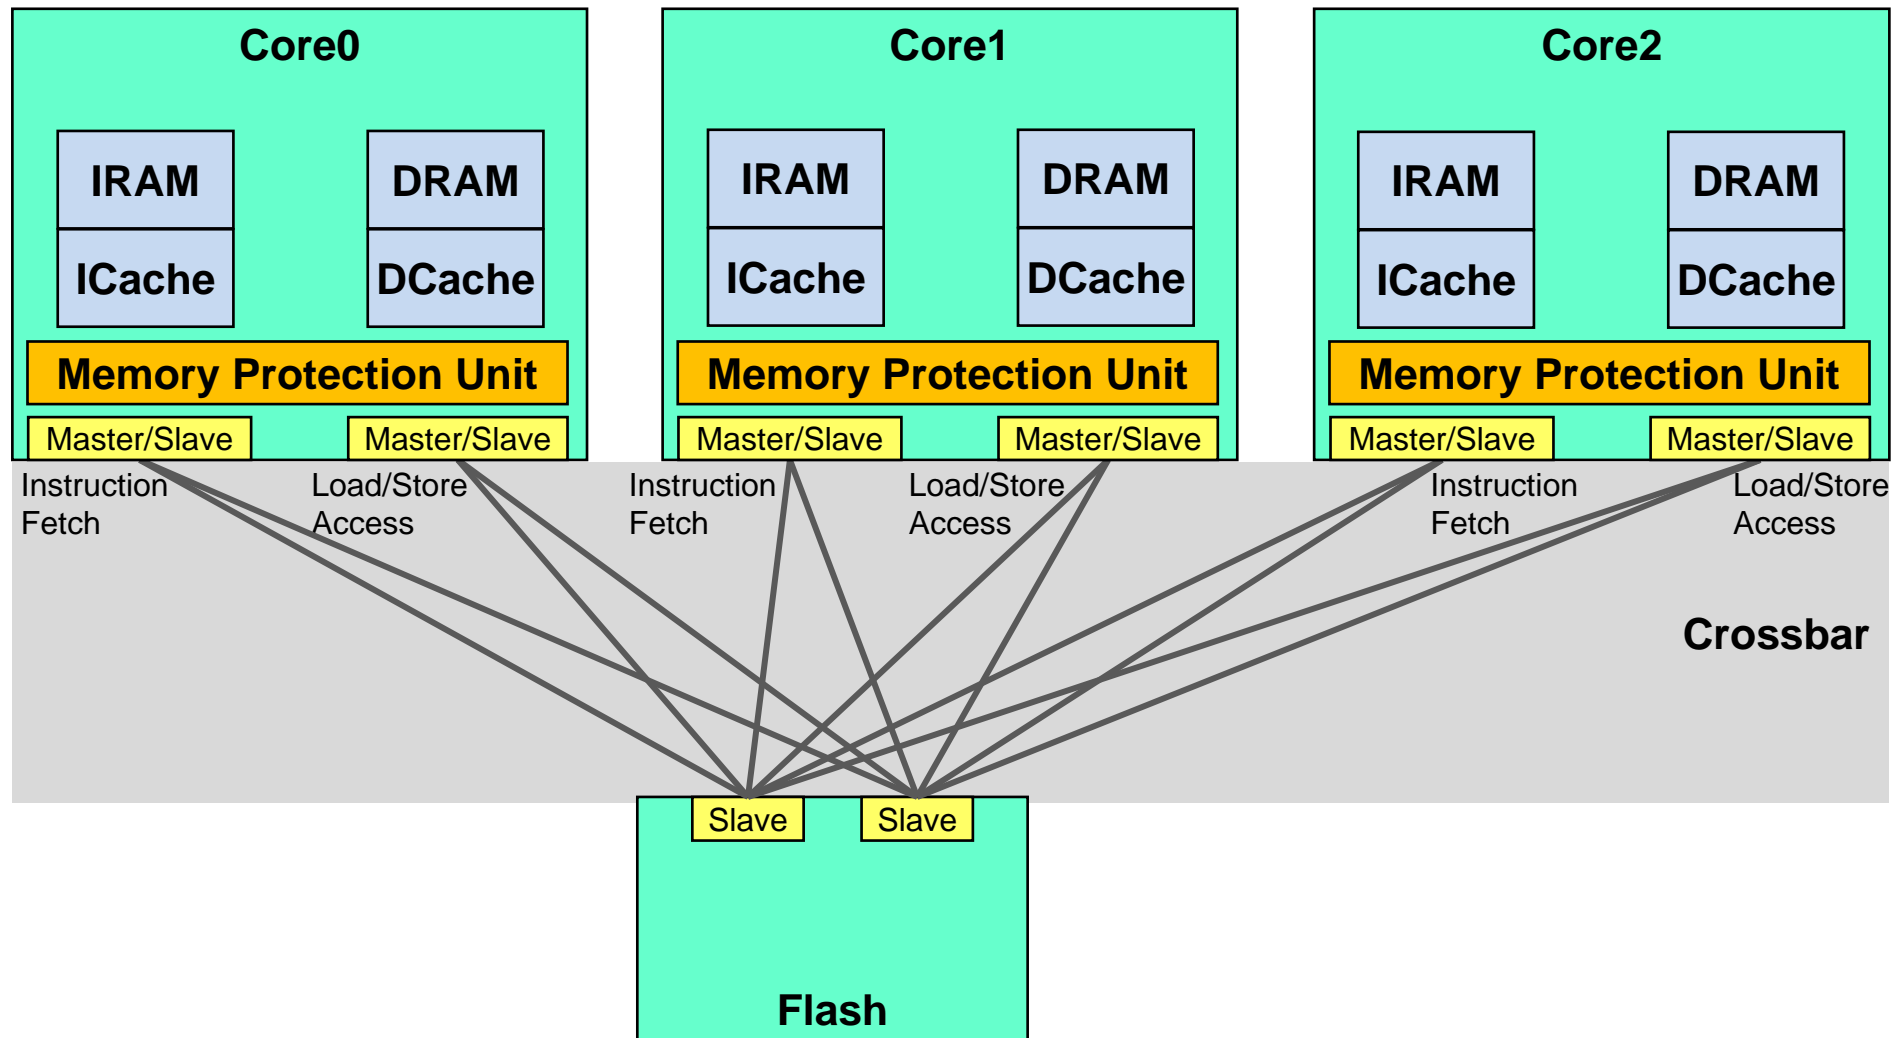 Core0
IRAM
DRAM
ICache
DCache
Memory Protection Unit
Master/Slave
Master/Slave
Instruction
Fetch
Load/Store
Access
Core1
IRAM
DRAM
ICache
DCache
Memory Protection Unit
Master/Slave
Master/Slave
Instruction
Fetch
Load/Store
Access
Core2
IRAM
DRAM
ICache
DCache
Memory Protection Unit
Master/Slave
Master/Slave
Instruction
Fetch
Load/Store
Access
Crossbar
Slave
Slave
Flash